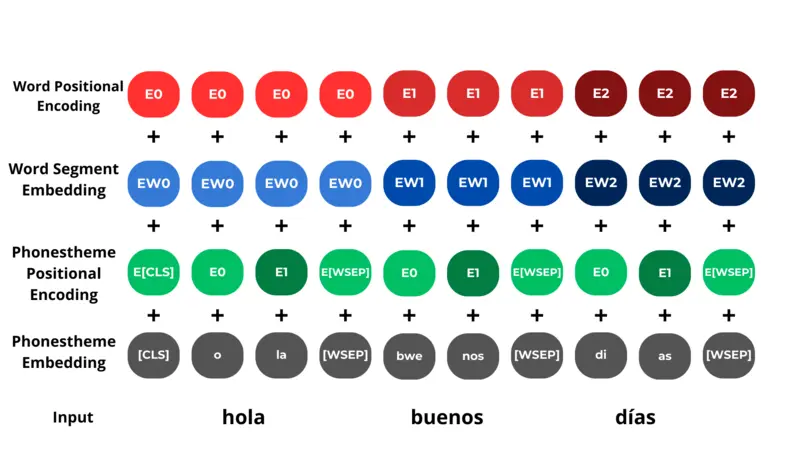 Word Positional
Encoding
E0 E0 E0 E0 E1 E1 E1 E2 E2 E2
+ + + + + + + + + +
Word Segment
Embedding
EW0 EW0 EW0 EW0 EW1 EW1 EW1 EW2 EW2 EW2
+ + + + + + + + + +
Phonestheme
Positional
Encoding
E[CLS] E0 E1 E[WSEP] E0 E1 E[WSEP] E0 E1 E[WSEP]
+ + + + + + + + + +
Phonestheme
Embedding
[CLS] o la [WSEP] bwe nos [WSEP] di as [WSEP]
Input hola buenos días